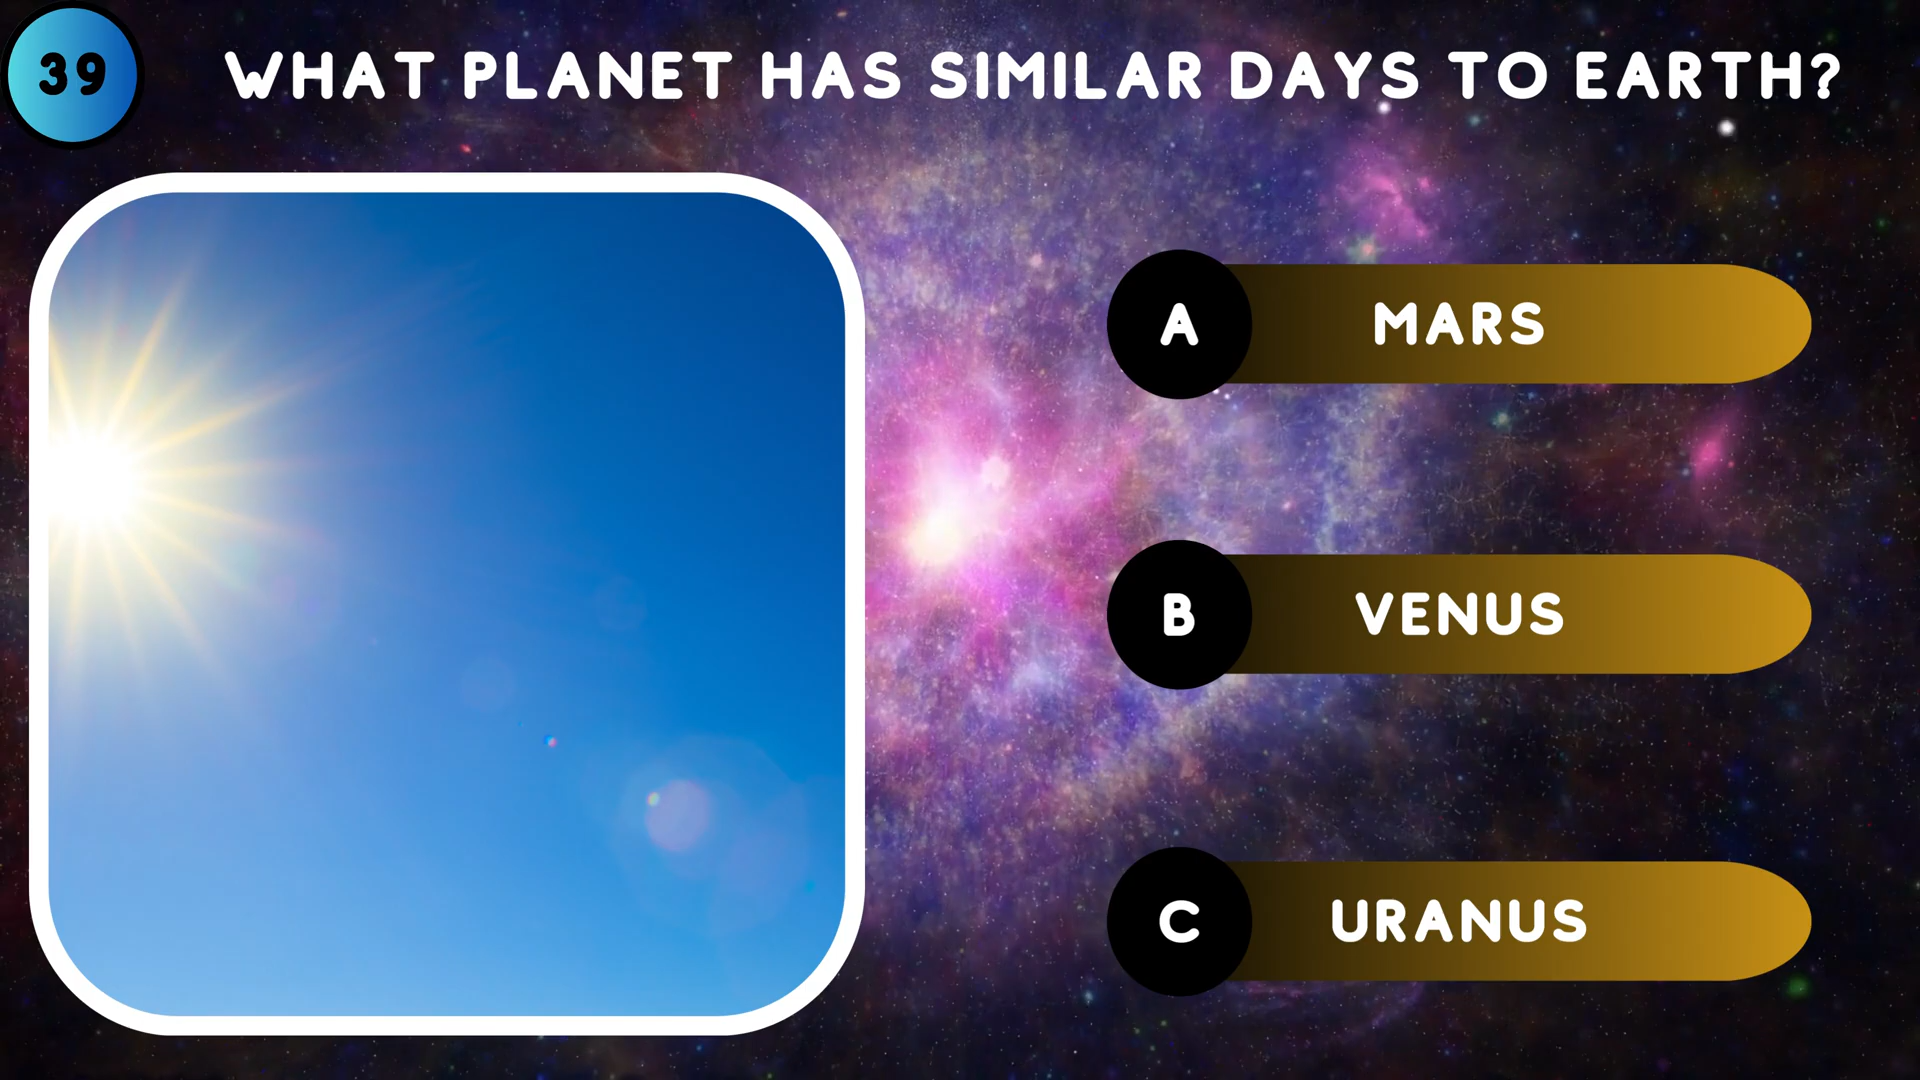 39
WHAT PLANET HAS SIMILAR DAYS TO EARTH?
A MARS
B VENUS
C URANUS